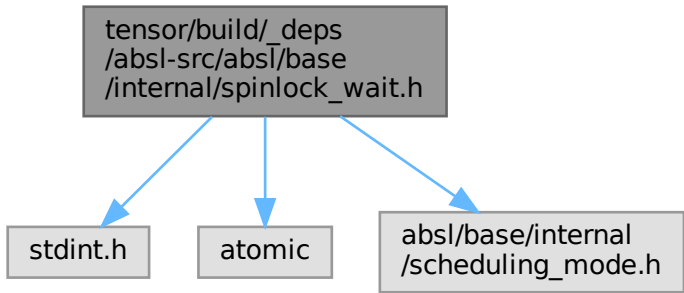 tensor/build/_deps
/absl-src/absl/base
/internal/spinlock_wait.h
stdint.h
atomic
absl/base/internal
/scheduling_mode.h